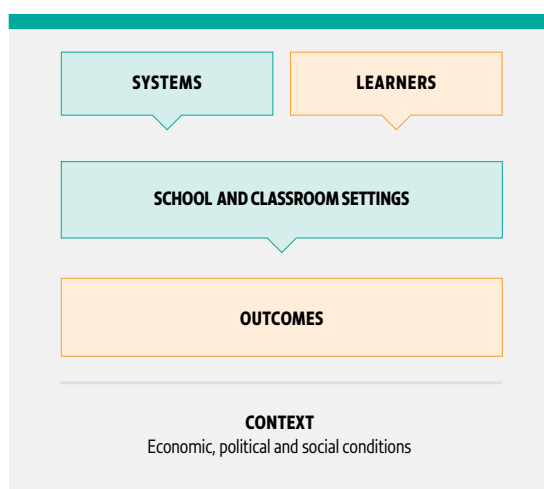 SYSTEMS
LEARNERS
SCHOOL AND CLASSROOM SETTINGS
OUTCOMES
CONTEXT
Economic, political and social conditions